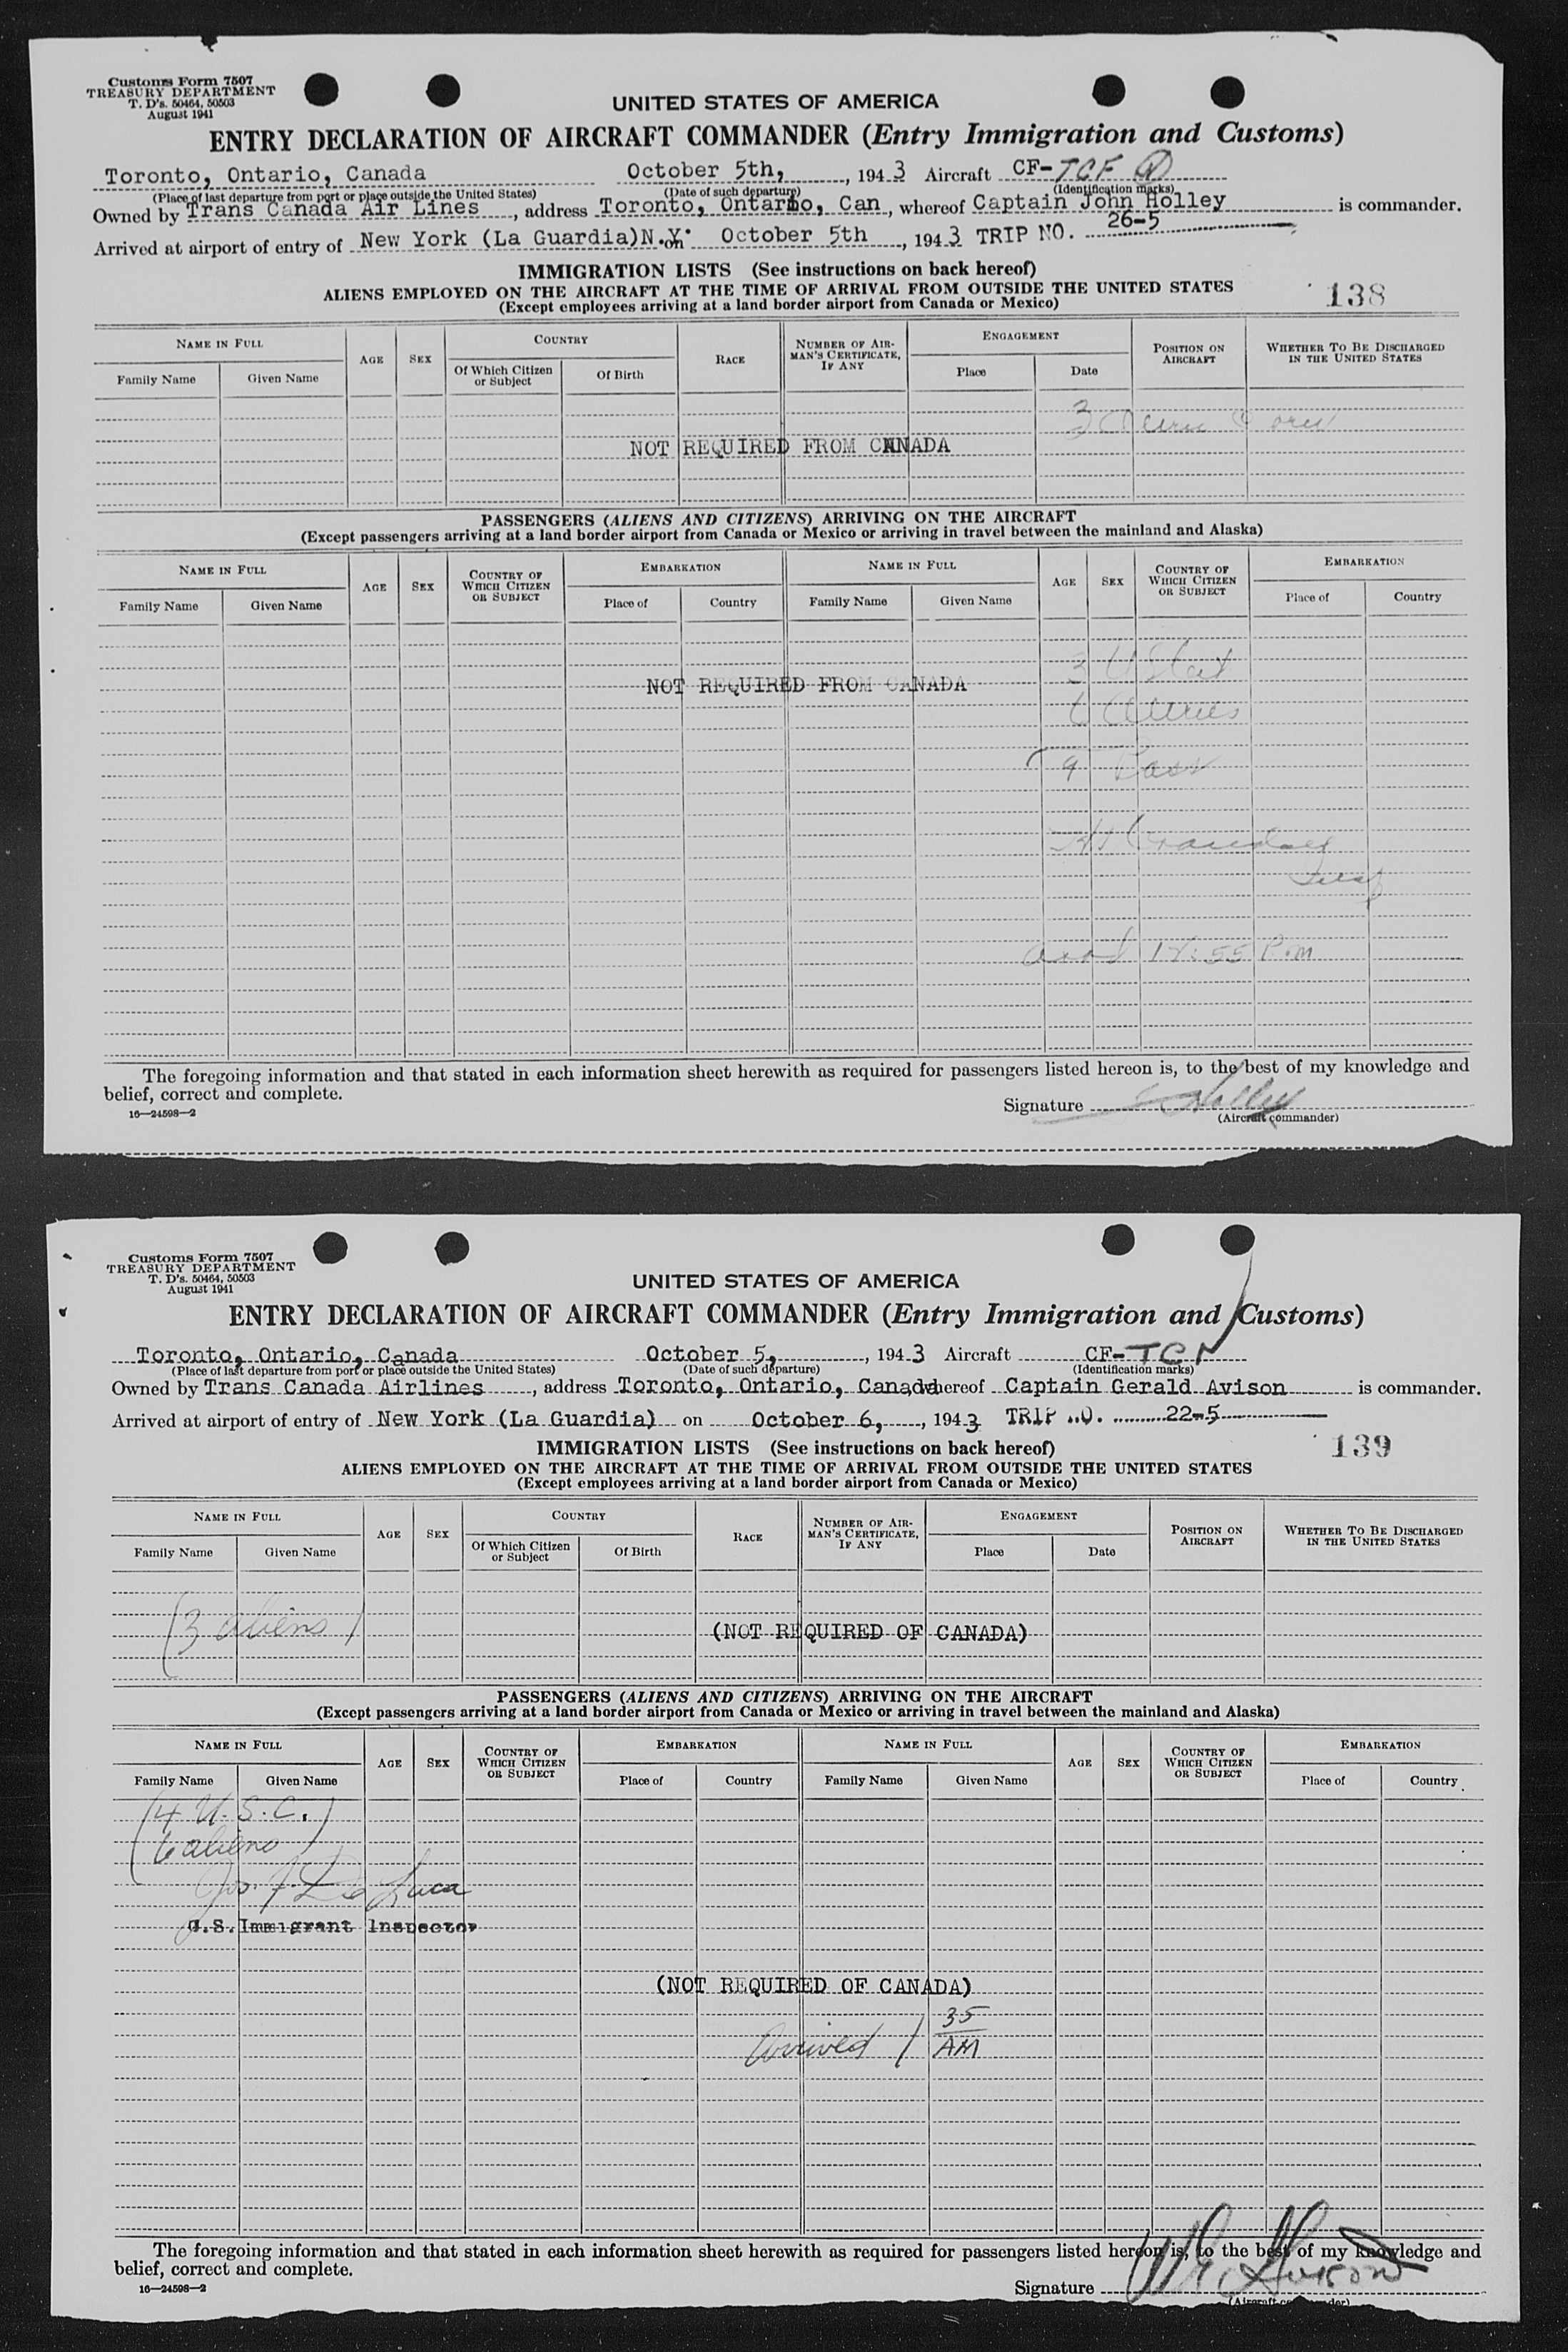 Customs Form 7507
TREASURY DEPARTMENT
T. D's. 50464, 50503
August 1941
UNITED STATES OF AMERICA
ENTRY DECLARATION OF AIRCRAFT COMMANDER (Entry Immigration and Customs)
Toronto, Ontario, Canada October 5th, , 1943 Aircraft CF-TCF
(Place of last departure from port or place outside the United States) (Date of such departure) (Identification marks)
Owned by Trans Canada Air Lines , address Toronto, Ontario, Can , whereof Captain John Holley is commander.
Arrived at airport of entry of New York (La Guardia) N.Y. on October 5th , 1943 TRIP NO. 26-5
IMMIGRATION LISTS (See instructions on back hereof)
ALIENS EMPLOYED ON THE AIRCRAFT AT THE TIME OF ARRIVAL FROM OUTSIDE THE UNITED STATES
138
(Except employees arriving at a land border airport from Canada or Mexico)
NAME IN FULL AGE SEX COUNTRY RACE NUMBER OF AIRMAN'S CERTIFICATE, IF ANY ENGAGEMENT POSITION ON AIRCRAFT WHETHER TO BE DISCHARGED IN THE UNITED STATES
Family Name Given Name Of Which Citizen or Subject Of Birth Place Date
3
NOT REQUIRED FROM CANADA
PASSENGERS (ALIENS AND CITIZENS) ARRIVING ON THE AIRCRAFT
(Except passengers arriving at a land border airport from Canada or Mexico or arriving in travel between the mainland and Alaska)
NAME IN FULL AGE SEX COUNTRY OF WHICH CITIZEN OR SUBJECT EMBARKATION NAME IN FULL AGE SEX COUNTRY OF WHICH CITIZEN OR SUBJECT EMBARKATION
Family Name Given Name Place of Country Family Name Given Name Place of Country
3 US
NOT REQUIRED FROM CANADA
6
9 Pass
55 P.m
The foregoing information and that stated in each information sheet herewith as required for passengers listed hereon is, to the best of my knowledge and
belief, correct and complete.
16—24598—2
Signature Holley
(Aircraft commander)
Customs Form 7507
TREASURY DEPARTMENT
T. D's. 50464, 50503
August 1941
UNITED STATES OF AMERICA
ENTRY DECLARATION OF AIRCRAFT COMMANDER (Entry Immigration and Customs)
Toronto, Ontario, Canada October 5, , 1943 Aircraft CF-TCN
(Place of last departure from port or place outside the United States) (Date of such departure) (Identification marks)
Owned by Trans Canada Airlines , address Toronto, Ontario, Canada whereof Captain Gerald Avison is commander.
Arrived at airport of entry of New York (La Guardia) on October 6, , 1943 TRIP NO. 22-5
IMMIGRATION LISTS (See instructions on back hereof)
139
ALIENS EMPLOYED ON THE AIRCRAFT AT THE TIME OF ARRIVAL FROM OUTSIDE THE UNITED STATES
(Except employees arriving at a land border airport from Canada or Mexico)
NAME IN FULL AGE SEX COUNTRY RACE NUMBER OF AIRMAN'S CERTIFICATE, IF ANY ENGAGEMENT POSITION ON AIRCRAFT WHETHER TO BE DISCHARGED IN THE UNITED STATES
Family Name Given Name Of Which Citizen or Subject Of Birth Place Date
(3 aliens)
(NOT REQUIRED OF CANADA)
PASSENGERS (ALIENS AND CITIZENS) ARRIVING ON THE AIRCRAFT
(Except passengers arriving at a land border airport from Canada or Mexico or arriving in travel between the mainland and Alaska)
NAME IN FULL AGE SEX COUNTRY OF WHICH CITIZEN OR SUBJECT EMBARKATION NAME IN FULL AGE SEX COUNTRY OF WHICH CITIZEN OR SUBJECT EMBARKATION
Family Name Given Name Place of Country Family Name Given Name Place of Country
(4 U.S.C.)
(6 aliens)
Jos. F. De Luca
U.S. Immigrant Inspector
(NOT REQUIRED OF CANADA)
Arrived 1 35 AM
The foregoing information and that stated in each information sheet herewith as required for passengers listed hereon is, to the best of my knowledge and
belief, correct and complete.
16—24598—2
Signature Avison
(Aircraft commander)